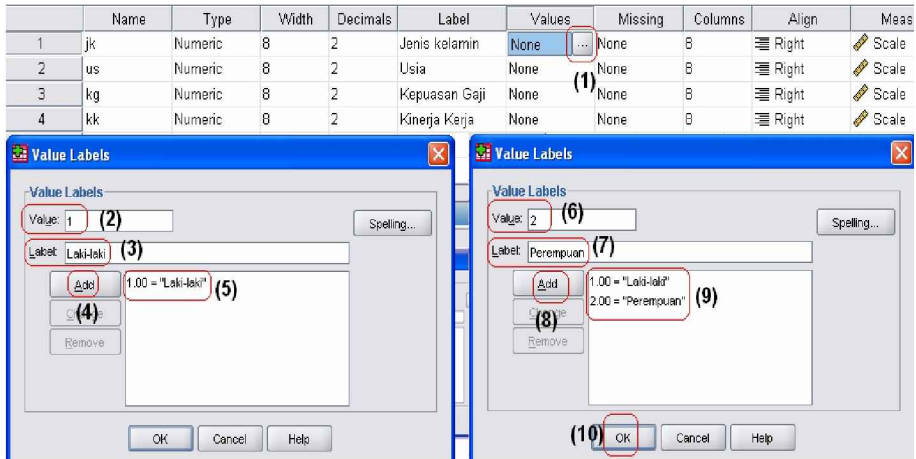 Name Type Width Decimals Label Values Missing Columns Align Meas
1 jk Numeric 8 2 Jenis kelamin None ... None 8 Right Scale
(1)
2 us Numeric 8 2 Usia None None 8 Right Scale
3 kg Numeric 8 2 Kepuasan Gaji None None 8 Right Scale
4 kk Numeric 8 2 Kinerja Kerja None None 8 Right Scale
Value Labels
Value Labels
Value: 1 (2)
Spelling...
Label: Laki-laki (3)
Add 1.00 = "Laki-laki" (5)
(4)
Remove
OK Cancel Help
Value Labels
Value Labels
Value: 2 (6)
Spelling...
Label: Perempuan (7)
Add 1.00 = "Laki-laki"
2.00 = "Perempuan" (9)
Change
(8)
Remove
(10) OK Cancel Help